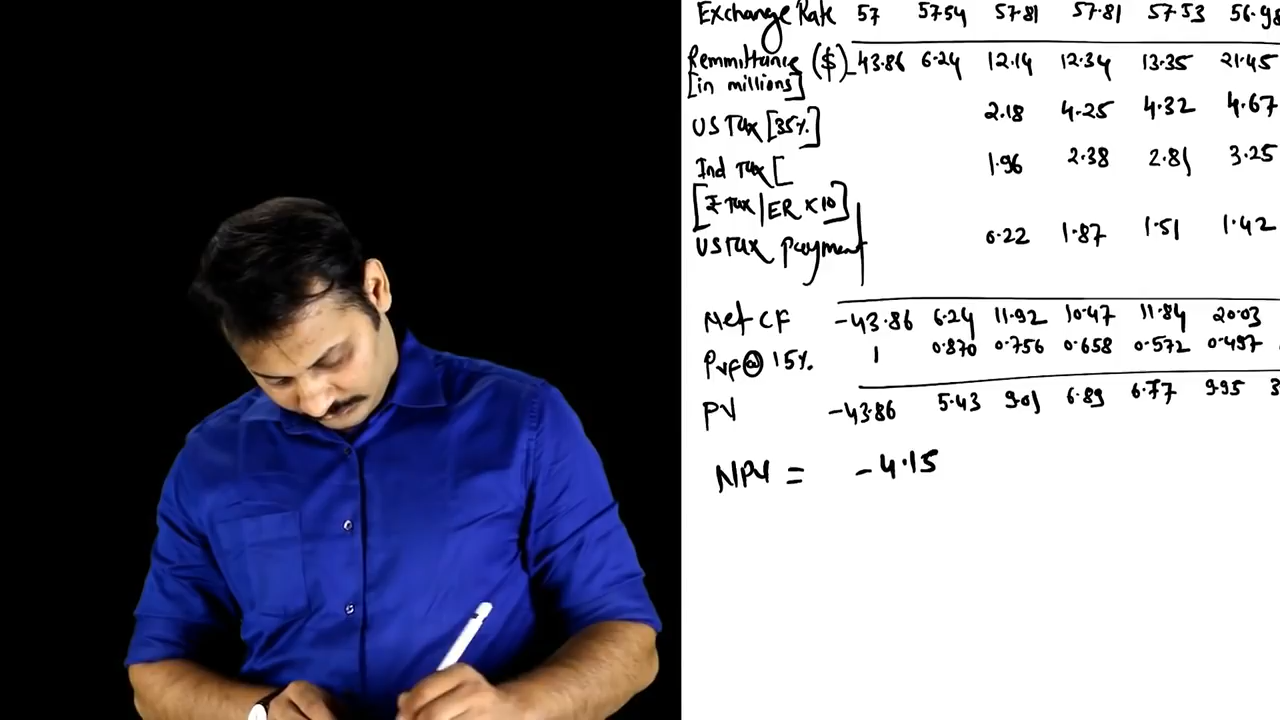 Exchange Rate 57 57.54 57.81 57.81 57.53 56.98
Remmittance ($) -43.86 6.24 12.14 12.34 13.35 21.45
[in millions]
US Tax [35%] 2.18 4.25 4.32 4.67
Ind Tax [ 1.96 2.38 2.81 3.25
[₹ Tax | ER x 10]
US Tax payment 0.22 1.87 1.51 1.42
Net CF -43.86 6.24 11.92 10.47 11.84 20.03
Pvf@ 15% 1 0.870 0.756 0.658 0.572 0.497
PV -43.86 5.43 9.01 6.89 6.77 9.95 3
NPV = -4.15